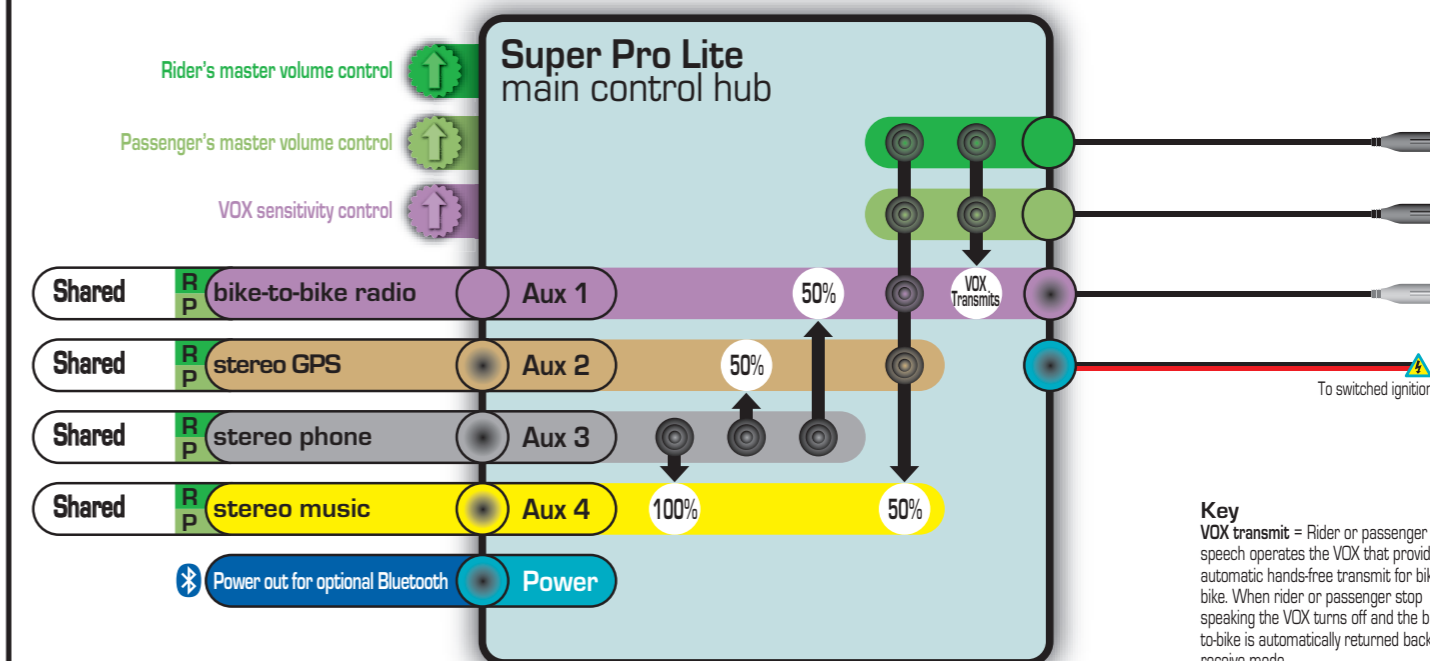 Super Pro Lite
main control hub
Rider's master volume control
Passenger's master volume control
VOX sensitivity control
Shared R P bike-to-bike radio Aux 1 50% VOX Transmits
Shared R P stereo GPS Aux 2 50%
To switched ignition
Shared R P stereo phone Aux 3
Shared R P stereo music Aux 4 100% 50%
Power out for optional Bluetooth Power
Key
VOX transmit = Rider or passenger
speech operates the VOX that
automatic hands-free transmit for
bike. When rider or passenger stop
speaking the VOX turns off and the
to-bike is automatically returned back
receive mode